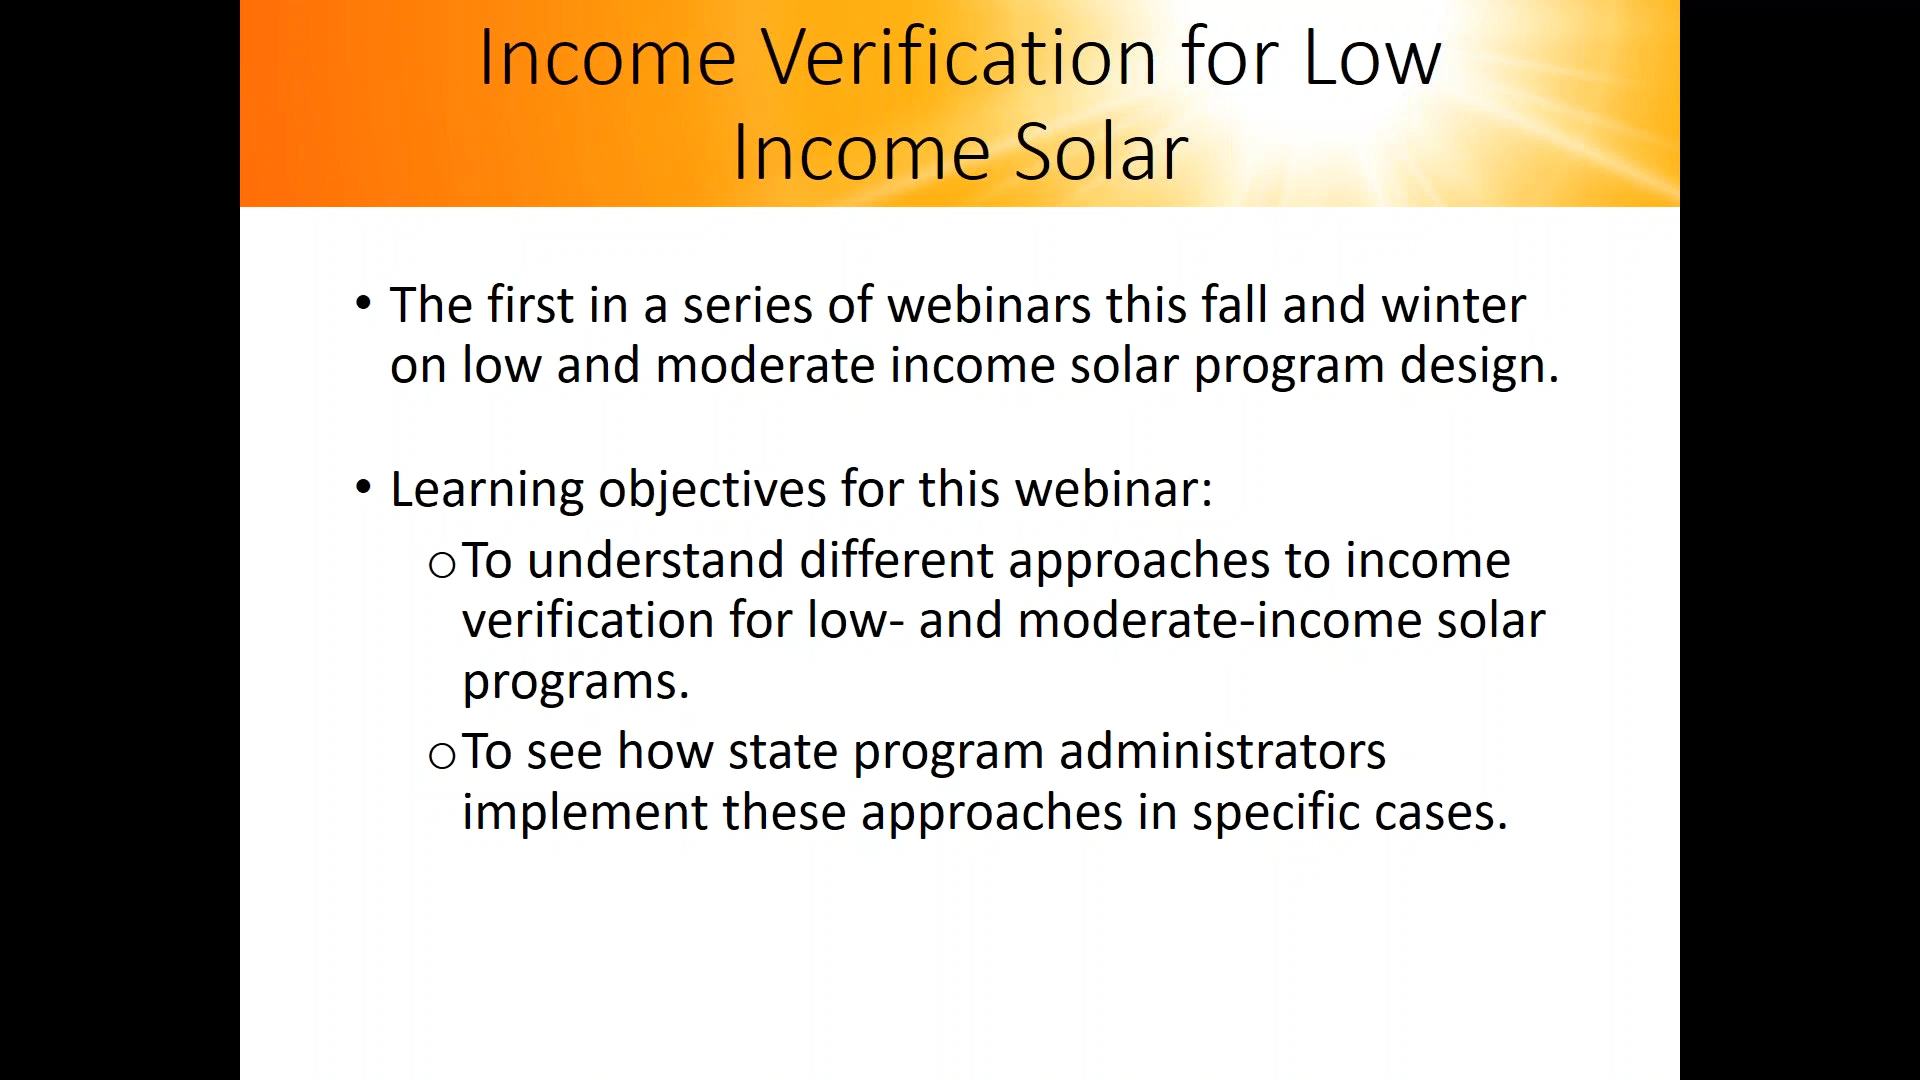 Income Verification for Low
Income Solar
• The first in a series of webinars this fall and winter
on low and moderate income solar program design.
• Learning objectives for this webinar:
o To understand different approaches to income
verification for low- and moderate-income solar
programs.
o To see how state program administrators
implement these approaches in specific cases.